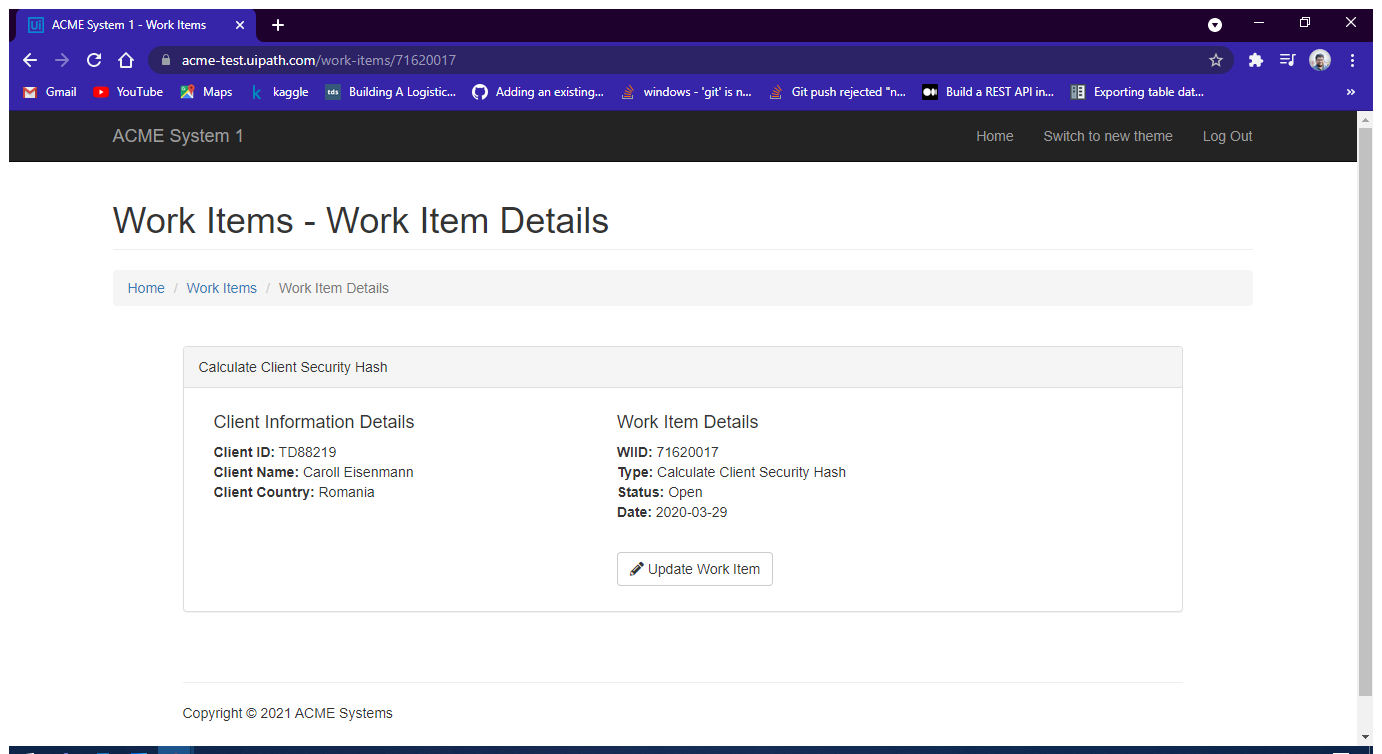 Ui ACME System 1 - Work Items
acme-test.uipath.com/work-items/71620017
Gmail YouTube Maps k kaggle tds Building A Logistic... Adding an existing... windows - 'git' is n... Git push rejected "n... Build a REST API in... Exporting table dat... »
ACME System 1 Home Switch to new theme Log Out
Work Items - Work Item Details
Home / Work Items / Work Item Details
Calculate Client Security Hash
Client Information Details
Client ID: TD88219
Client Name: Caroll Eisenmann
Client Country: Romania
Work Item Details
WIID: 71620017
Type: Calculate Client Security Hash
Status: Open
Date: 2020-03-29
Update Work Item
Copyright © 2021 ACME Systems